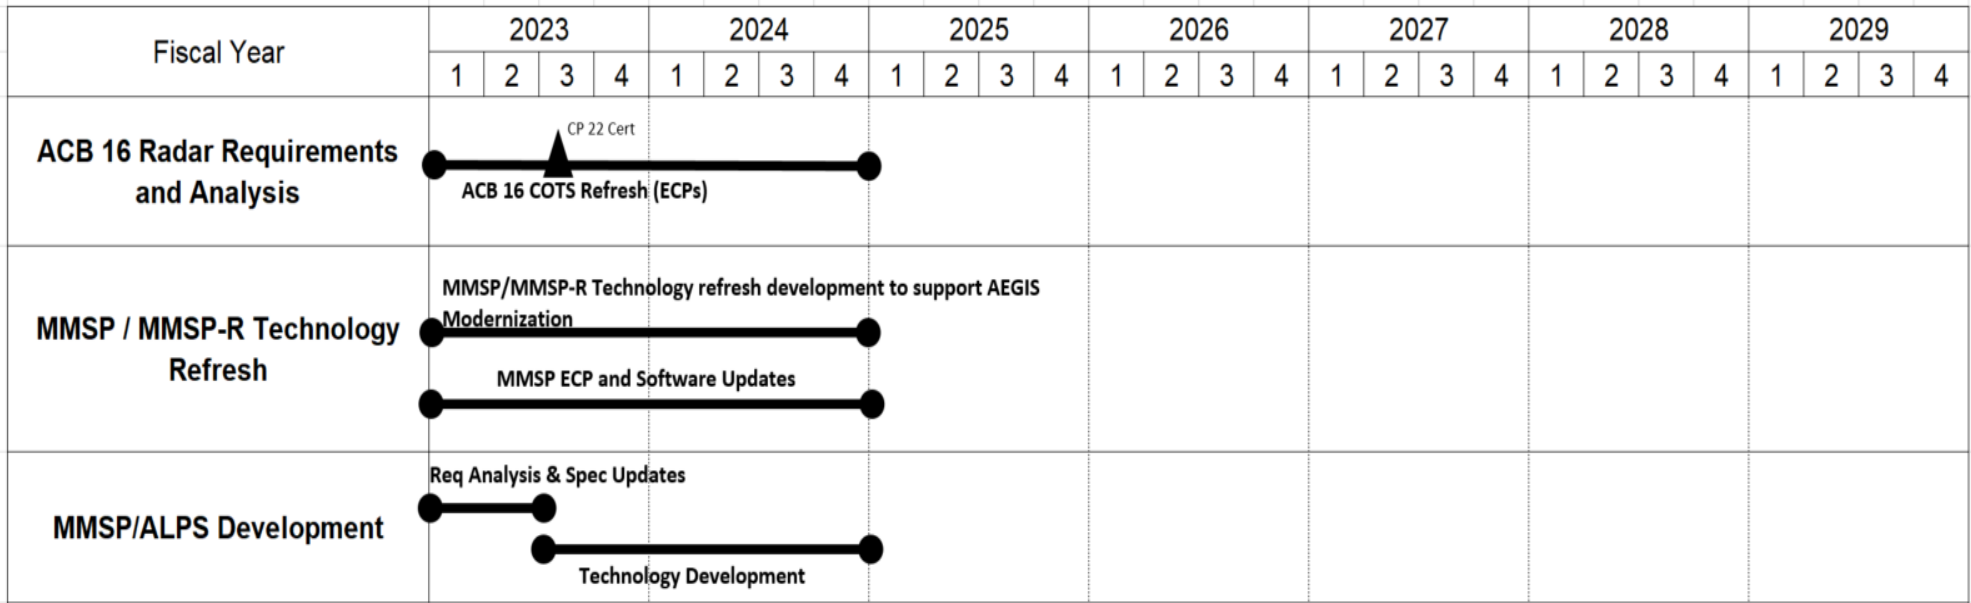 Fiscal Year
2023 2024 2025 2026 2027 2028 2029
1 2 3 4 1 2 3 4 1 2 3 4 1 2 3 4 1 2 3 4 1 2 3 4 1 2 3 4
ACB 16 Radar Requirements
and Analysis
CP 22 Cert
ACB 16 COTS Refresh (ECPs)
MMSP / MMSP-R Technology
Refresh
MMSP/MMSP-R Technology refresh development to support AEGIS
Modernization
MMSP ECP and Software Updates
MMSP/ALPS Development
Req Analysis & Spec Updates
Technology Development